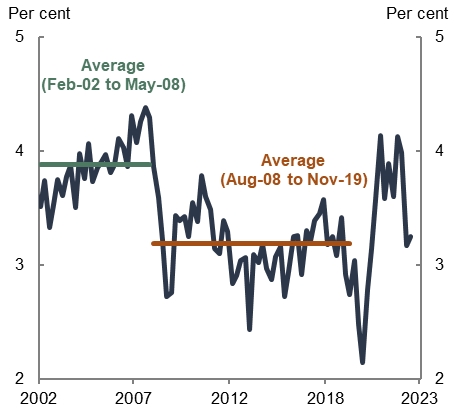 Per cent Per cent
5 5
Average
(Feb-02 to May-08)
4 4
Average
(Aug-08 to Nov-19)
3 3
2 2
2002 2007 2012 2018 2023